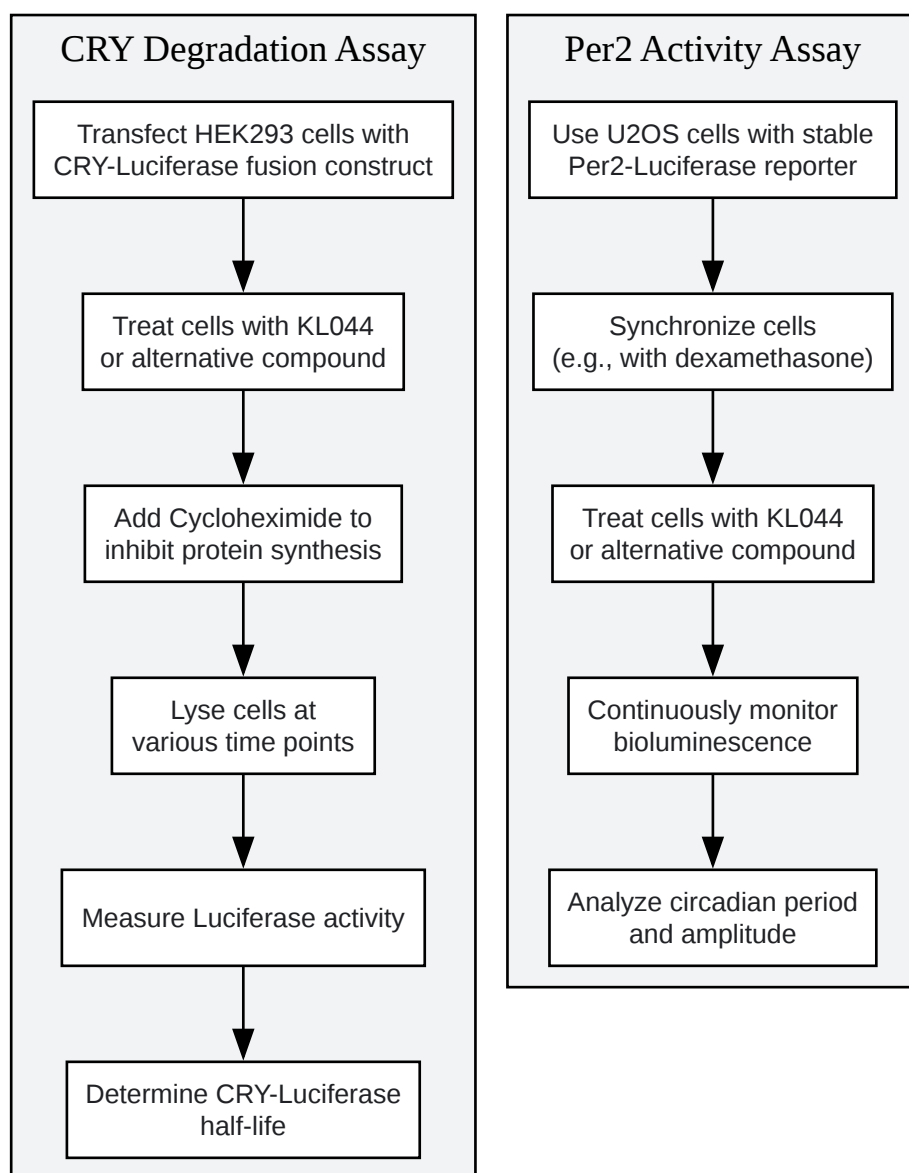 CRY Degradation Assay
Transfect HEK293 cells with
CRY-Luciferase fusion construct
Treat cells with KL044
or alternative compound
Add Cycloheximide to
inhibit protein synthesis
Lyse cells at
various time points
Measure Luciferase activity
Determine CRY-Luciferase
half-life
Per2 Activity Assay
Use U2OS cells with stable
Per2-Luciferase reporter
Synchronize cells
(e.g., with dexamethasone)
Treat cells with KL044
or alternative compound
Continuously monitor
bioluminescence
Analyze circadian period
and amplitude